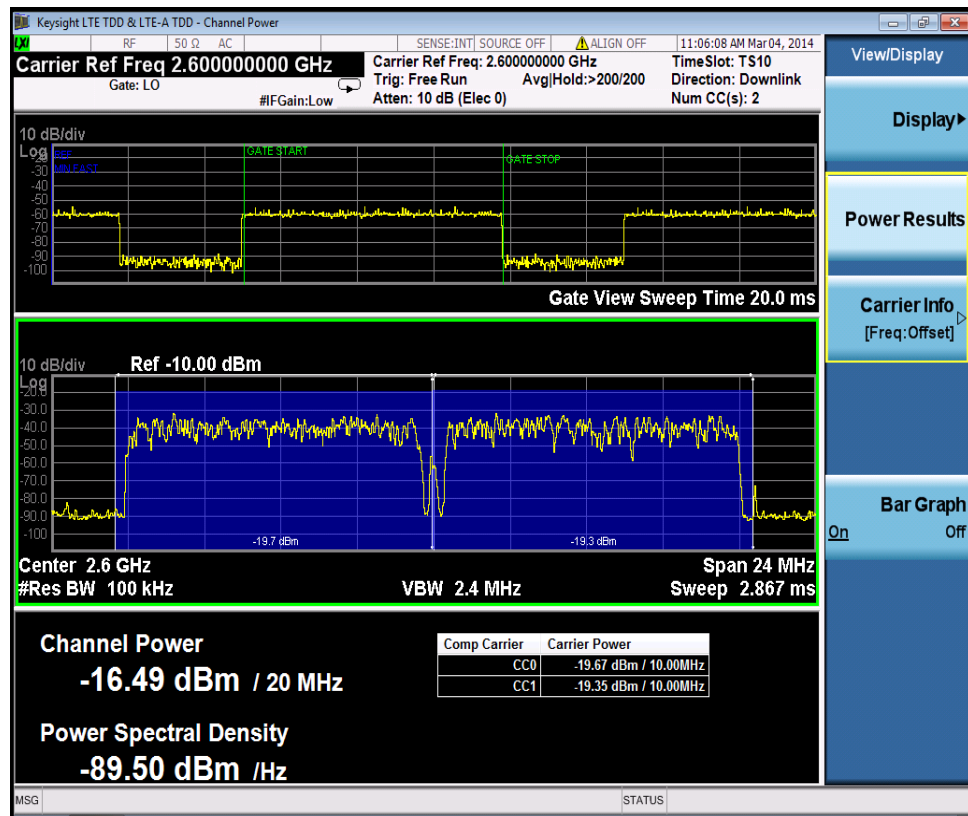 Keysight LTE TDD & LTE-A TDD - Channel Power
LXI RF 50 Ω AC SENSE:INT SOURCE OFF ALIGN OFF 11:06:08 AM Mar 04, 2014
Carrier Ref Freq 2.600000000 GHz
Gate: LO
#IFGain:Low
Carrier Ref Freq: 2.600000000 GHz
Trig: Free Run Avg|Hold:>200/200
Atten: 10 dB (Elec 0)
TimeSlot: TS10
Direction: Downlink
Num CC(s): 2
10 dB/div
Log
-20
-30
-40
-50
-60
-70
-80
-90
-100
GATE START
GATE STOP
Gate View Sweep Time 20.0 ms
10 dB/div Ref -10.00 dBm
Log
-20.0
-30.0
-40.0
-50.0
-60.0
-70.0
-80.0
-90.0
-100
-19.7 dBm -19.3 dBm
Center 2.6 GHz Span 24 MHz
#Res BW 100 kHz VBW 2.4 MHz Sweep 2.867 ms
Channel Power
-16.49 dBm / 20 MHz
Power Spectral Density
-89.50 dBm /Hz
Comp Carrier Carrier Power
CC0 -19.67 dBm / 10.00MHz
CC1 -19.35 dBm / 10.00MHz
View/Display
Display
Power Results
Carrier Info
[Freq:Offset]
Bar Graph
On Off
MSG STATUS